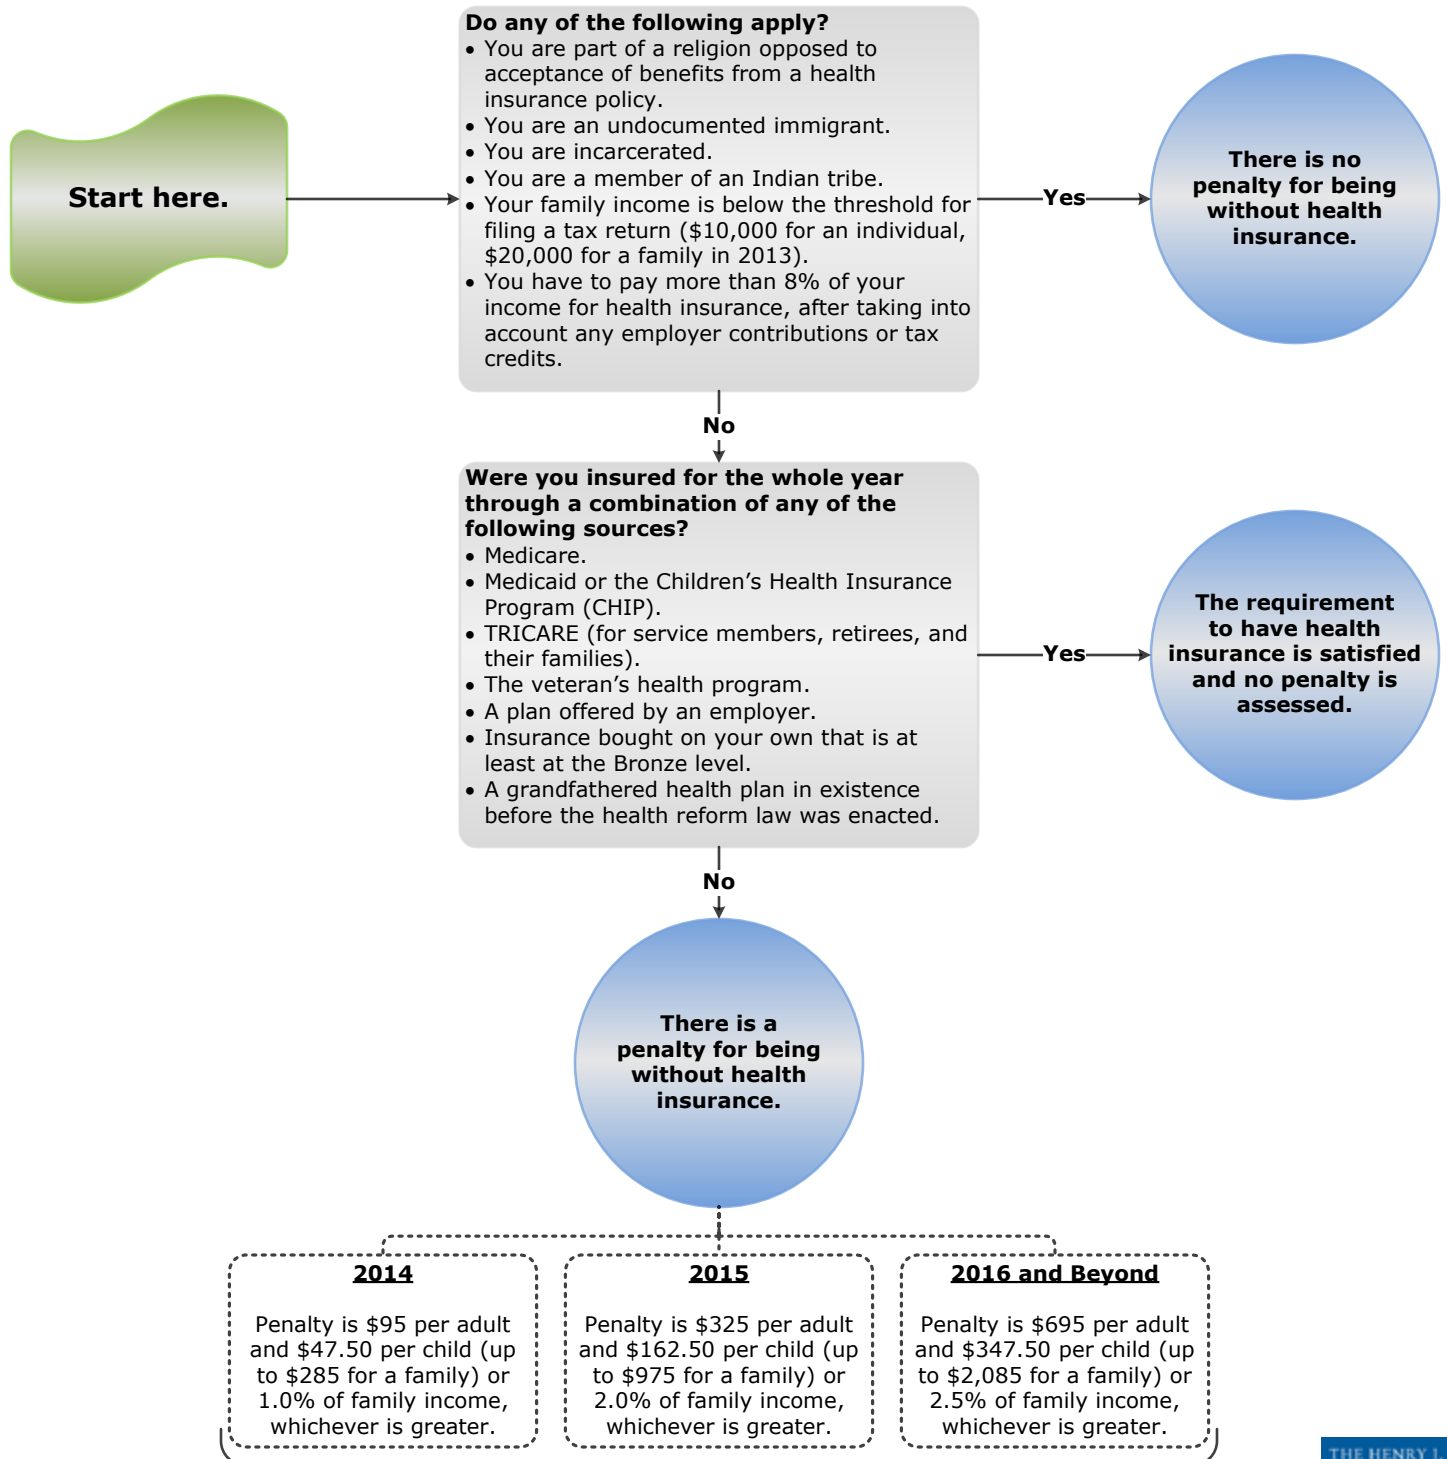 Start here.
Do any of the following apply?
• You are part of a religion opposed to
acceptance of benefits from a health
insurance policy.
• You are an undocumented immigrant.
• You are incarcerated.
• You are a member of an Indian tribe.
• Your family income is below the threshold for
filing a tax return ($10,000 for an individual,
$20,000 for a family in 2013).
• You have to pay more than 8% of your
income for health insurance, after taking into
account any employer contributions or tax
credits.
Yes
There is no
penalty for being
without health
insurance.
No
Were you insured for the whole year
through a combination of any of the
following sources?
• Medicare.
• Medicaid or the Children’s Health Insurance
Program (CHIP).
• TRICARE (for service members, retirees, and
their families).
• The veteran’s health program.
• A plan offered by an employer.
• Insurance bought on your own that is at
least at the Bronze level.
• A grandfathered health plan in existence
before the health reform law was enacted.
Yes
The requirement
to have health
insurance is satisfied
and no penalty is
assessed.
No
There is a
penalty for being
without health
insurance.
2014
Penalty is $95 per adult
and $47.50 per child (up
to $285 for a family) or
1.0% of family income,
whichever is greater.
2015
Penalty is $325 per adult
and $162.50 per child (up
to $975 for a family) or
2.0% of family income,
whichever is greater.
2016 and Beyond
Penalty is $695 per adult
and $347.50 per child (up
to $2,085 for a family) or
2.5% of family income,
whichever is greater.
THE HENRY J.